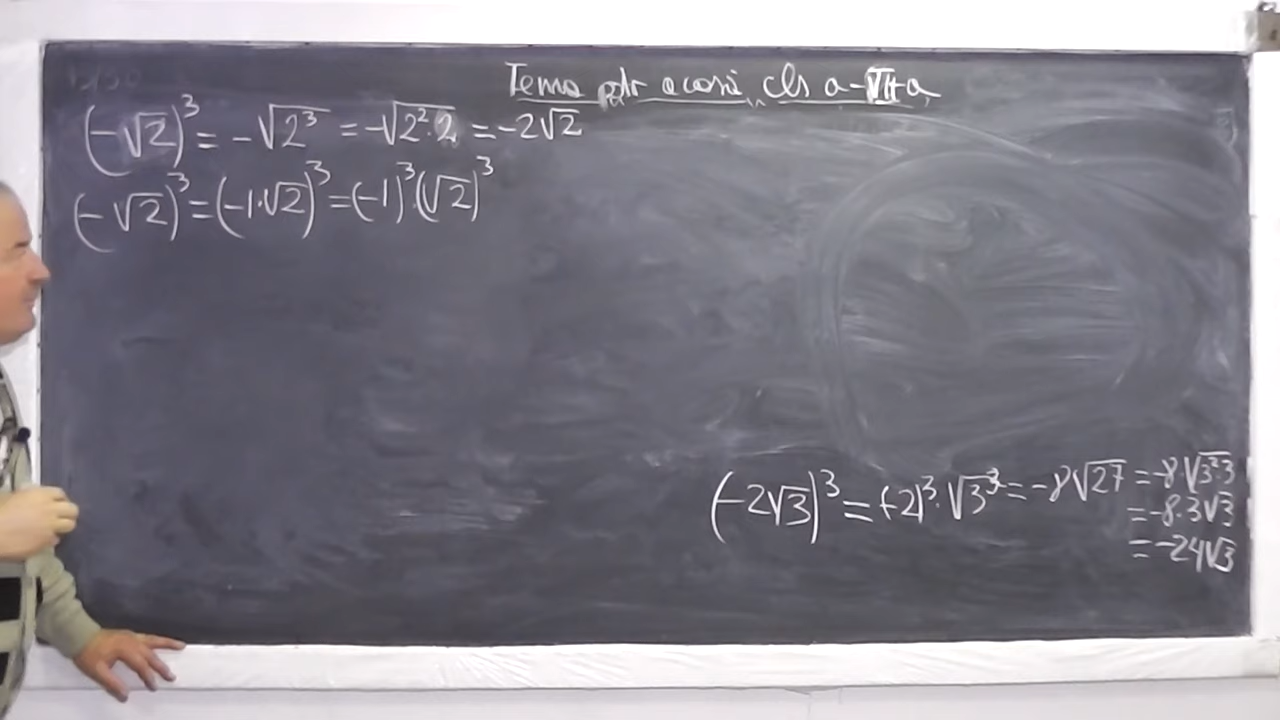 Tema ptr acasă cls a-VII-a
(-√2)³ = -√2³ = -√2²·2 = -2√2
(-√2)³ = (-1·√2)³ = (-1)³·(√2)³
(-2√3)³ = (-2)³·√3³ = -8√27 = -8√3²·3
= -8·3√3
= -24√3